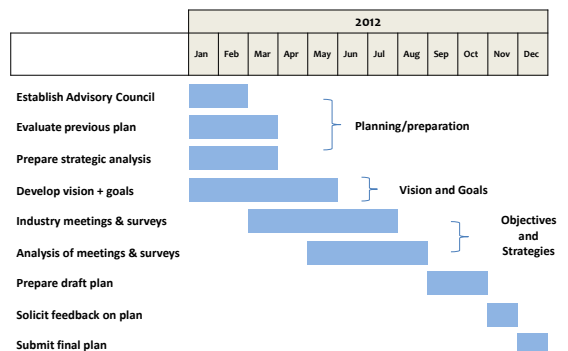 2012
Jan Feb Mar Apr May Jun Jul Aug Sep Oct Nov Dec
Establish Advisory Council
Evaluate previous plan
Planning/preparation
Prepare strategic analysis
Develop vision + goals
Vision and Goals
Industry meetings & surveys
Objectives
and
Strategies
Analysis of meetings & surveys
Prepare draft plan
Solicit feedback on plan
Submit final plan